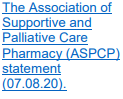 The Association of
Supportive and
Palliative Care
Pharmacy (ASPCP)
statement
(07.08.20).